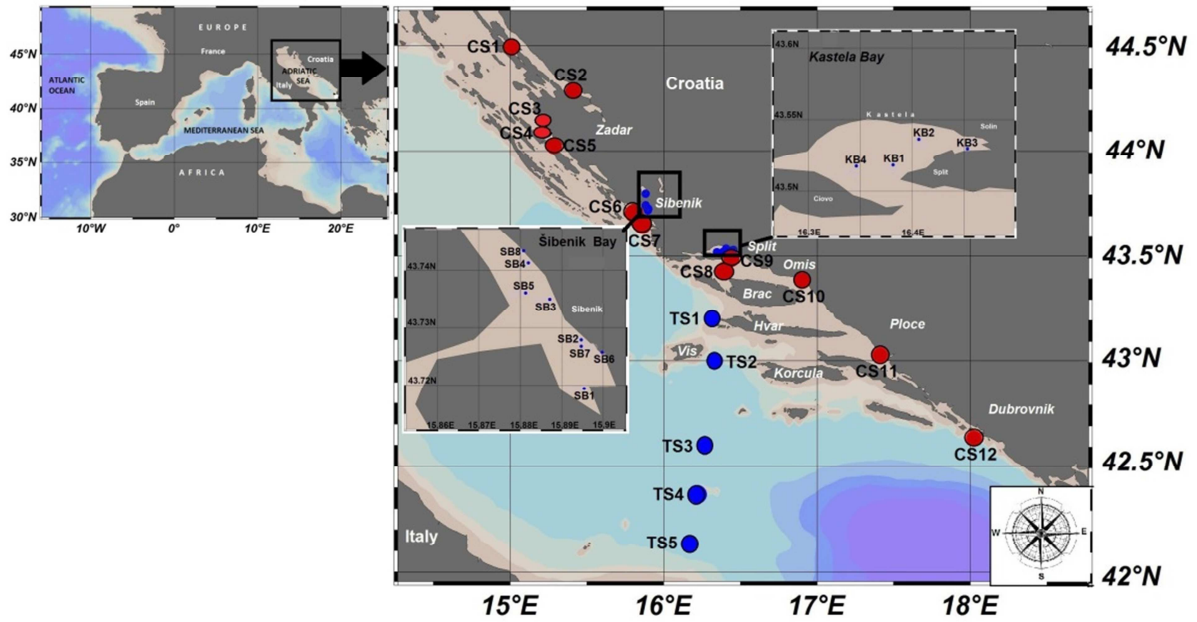 EUROPE
45°N
France
Croatia
ADRIATIC
SEA
Italy
ATLANTIC
OCEAN
40°N
Spain
MEDITERRANEAN SEA
35°N
AFRICA
30°N
10°W
0°
10°E
20°E
CS1
44.5°N
CS2
Croatia
CS3
CS4
CS5
Zadar
44°N
CS6
CS7
Sibenik
43.5°N
Split
CS9
CS8
Omis
CS10
Brac
TS1
Hvar
Ploce
Vis
TS2
43°N
CS11
Korcula
Dubrovnik
CS12
TS3
42.5°N
TS4
Italy
TS5
42°N
15°E
16°E
17°E
18°E
43.6N
Kastela Bay
43.55N
Kastela
Solin
KB2
KB3
KB4
KB1
Split
43.5N
Ciovo
16.3E
16.4E
Šibenik Bay
SB8
43.74N
SB4
SB5
SB3
Sibenik
43.73N
SB2
SB7
SB6
43.72N
SB1
15.86E
15.87E
15.88E
15.89E
15.9E
N
W
E
S